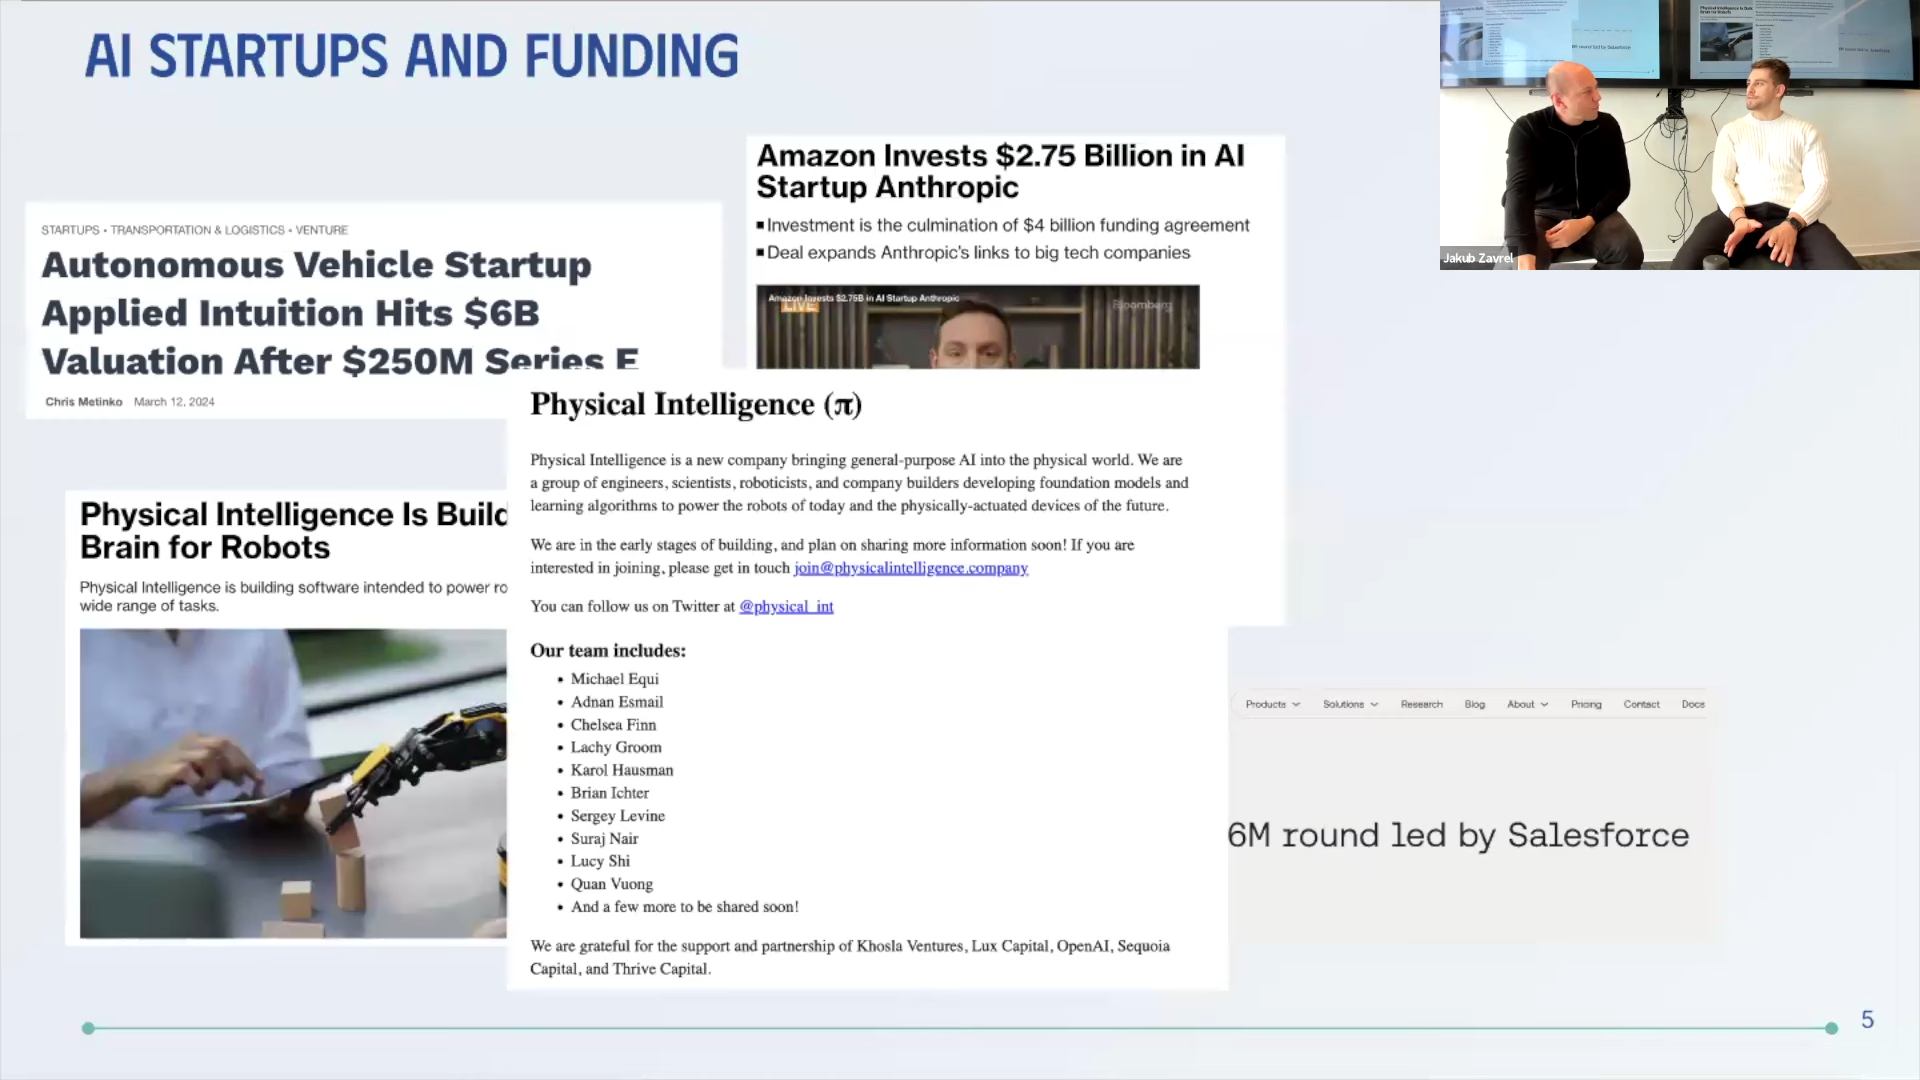 AI STARTUPS AND FUNDING
STARTUPS • TRANSPORTATION & LOGISTICS • VENTURE
Autonomous Vehicle Startup
Applied Intuition Hits $6B
Valuation After $250M Series E
Chris Metinko March 12, 2024
Amazon Invests $2.75 Billion in AI
Startup Anthropic
Investment is the culmination of $4 billion funding agreement
Deal expands Anthropic's links to big tech companies
Amazon Invests $2.75B in AI Startup Anthropic
LIVE
Bloomberg
Physical Intelligence Is Build
Brain for Robots
Physical Intelligence is building software intended to power ro
wide range of tasks.
Physical Intelligence (π)
Physical Intelligence is a new company bringing general-purpose AI into the physical world. We are
a group of engineers, scientists, roboticists, and company builders developing foundation models and
learning algorithms to power the robots of today and the physically-actuated devices of the future.
We are in the early stages of building, and plan on sharing more information soon! If you are
interested in joining, please get in touch join@physicalintelligence.company
You can follow us on Twitter at @physical_int
Our team includes:
• Michael Equi
• Adnan Esmail
• Chelsea Finn
• Lachy Groom
• Karol Hausman
• Brian Ichter
• Sergey Levine
• Suraj Nair
• Lucy Shi
• Quan Vuong
• And a few more to be shared soon!
We are grateful for the support and partnership of Khosla Ventures, Lux Capital, OpenAI, Sequoia
Capital, and Thrive Capital.
Products Solutions Research Blog About Pricing Contact Docs
6M round led by Salesforce
5
Jakub Zavrel